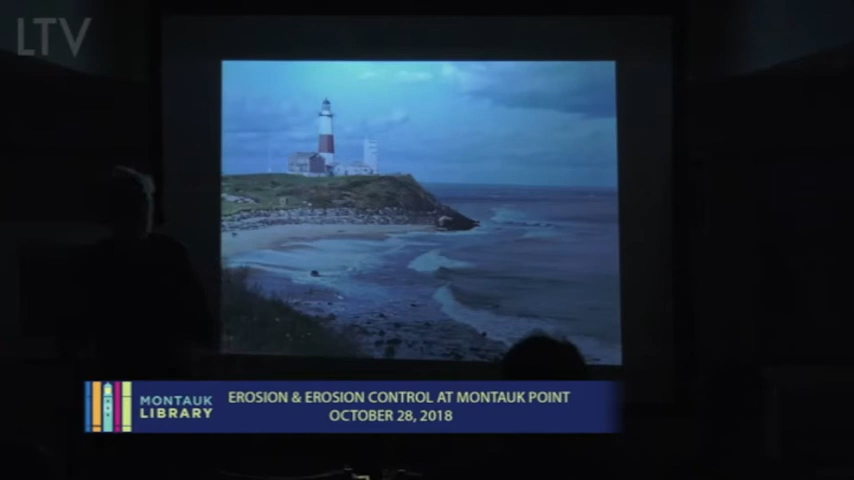 LTV
MONTAUK
LIBRARY
EROSION & EROSION CONTROL AT MONTAUK POINT
OCTOBER 28, 2018